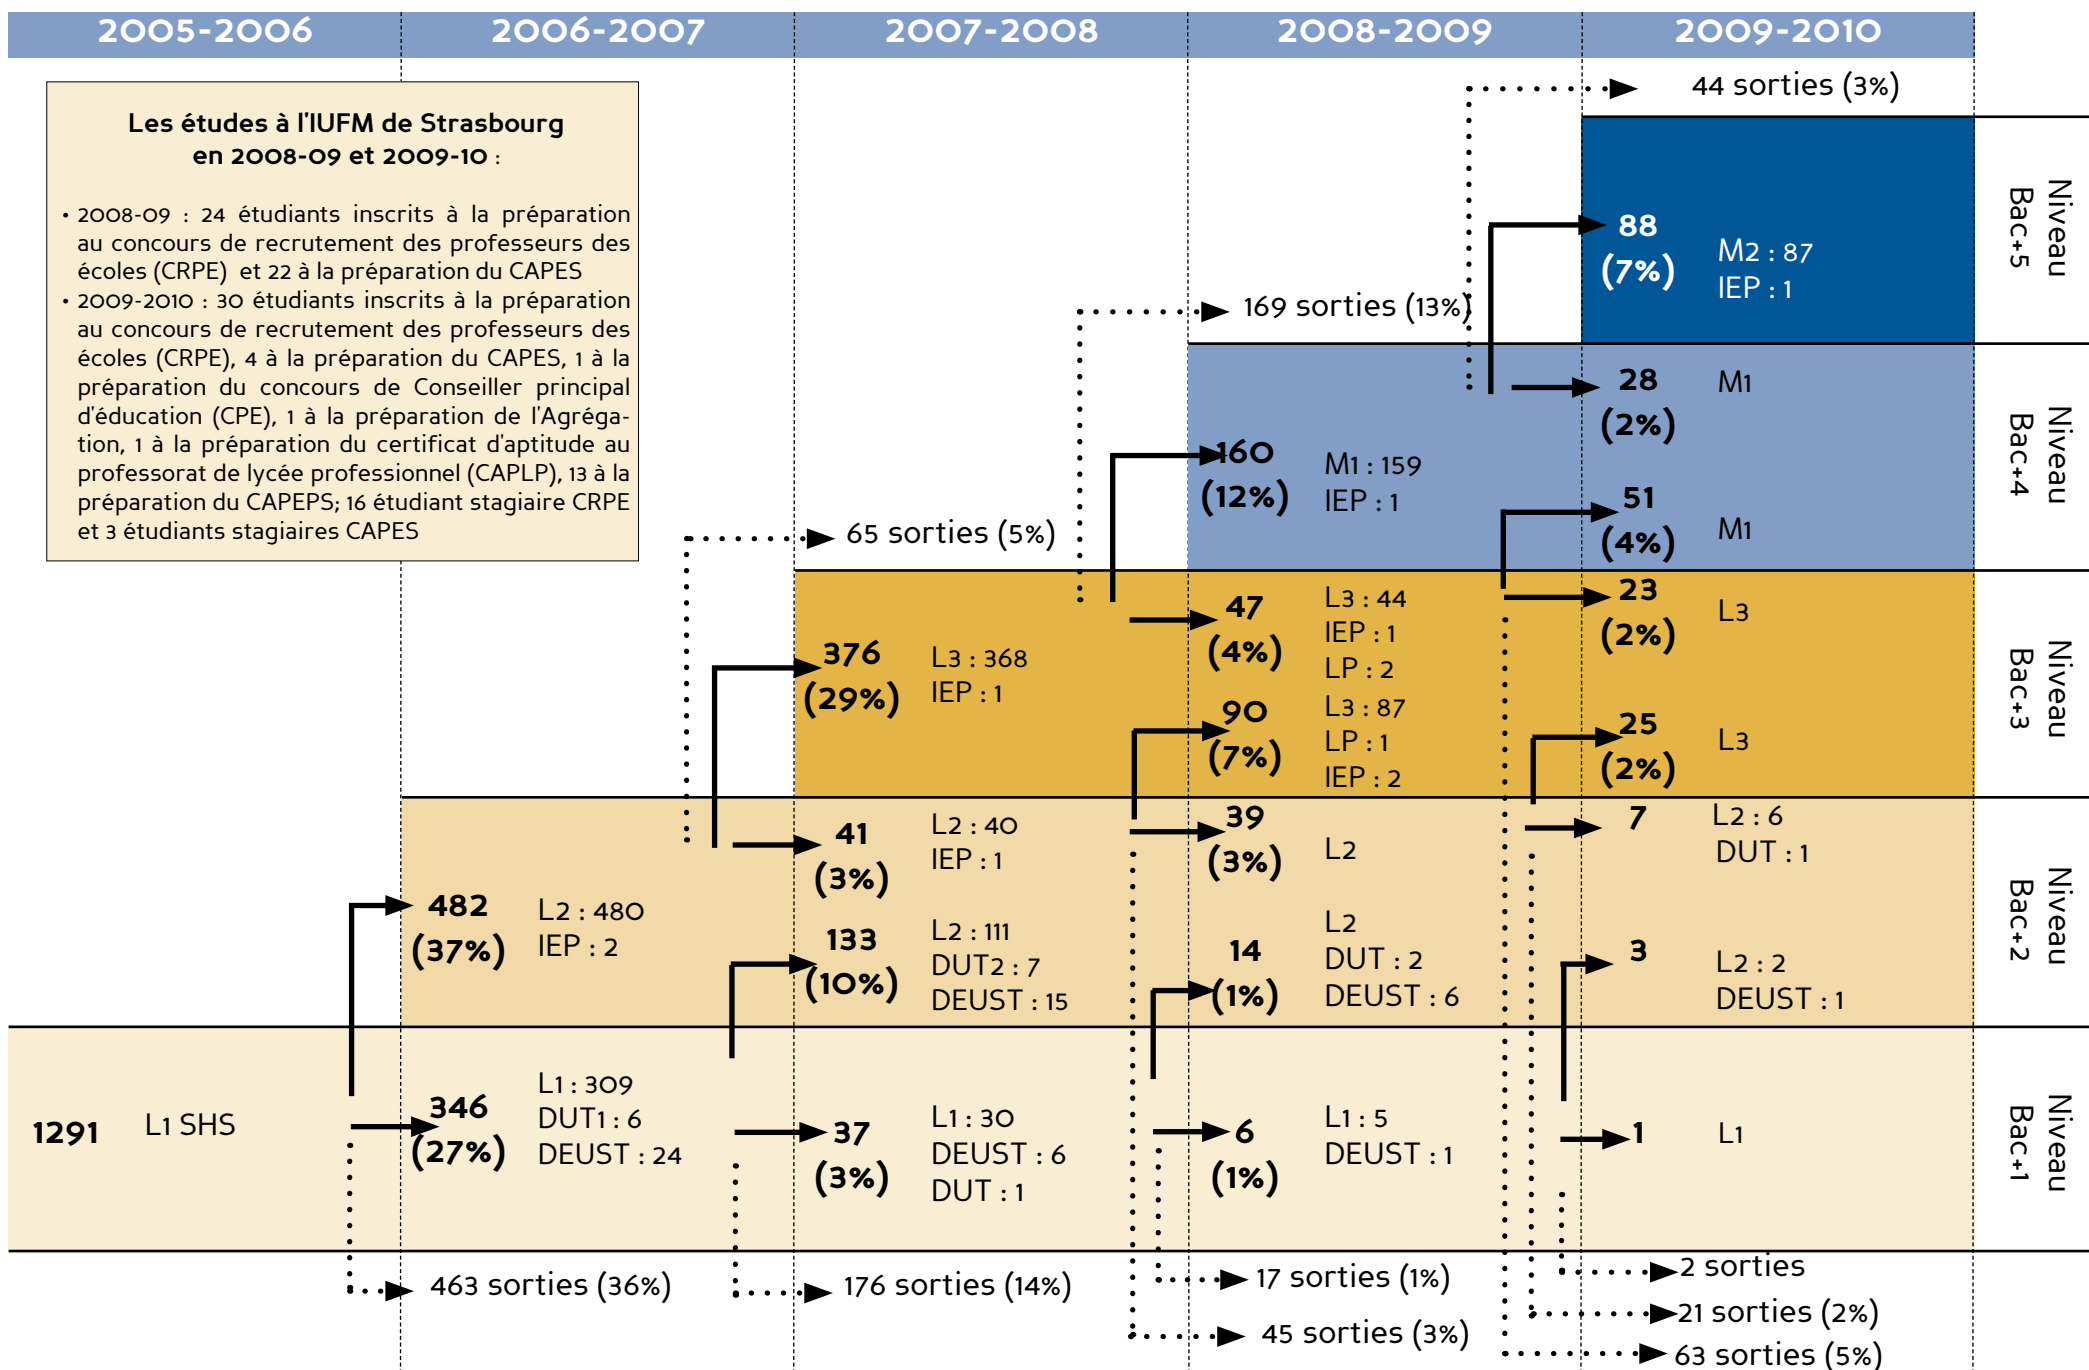 2005-2006
2006-2007
2007-2008
2008-2009
2009-2010
Les études à l'IUFM de Strasbourg
en 2008-09 et 2009-10 :
• 2008-09 : 24 étudiants inscrits à la préparation
au concours de recrutement des professeurs des
écoles (CRPE) et 22 à la préparation du CAPES
• 2009-2010 : 30 étudiants inscrits à la préparation
au concours de recrutement des professeurs des
écoles (CRPE), 4 à la préparation du CAPES, 1 à la
préparation du concours de Conseiller principal
d'éducation (CPE), 1 à la préparation de l'Agréga-
tion, 1 à la préparation du certificat d'aptitude au
professorat de lycée professionnel (CAPLP), 13 à la
préparation du CAPEPS; 16 étudiant stagiaire CRPE
et 3 étudiants stagiaires CAPES
44 sorties (3%)
88
(7%)
M2 : 87
IEP : 1
Niveau
Bac+5
169 sorties (13%)
160
(12%)
M1 : 159
IEP : 1
28
(2%)
M1
51
(4%)
M1
Niveau
Bac+4
65 sorties (5%)
376
(29%)
L3 : 368
IEP : 1
47
(4%)
L3 : 44
IEP : 1
LP : 2
90
(7%)
L3 : 87
LP : 1
IEP : 2
23
(2%)
L3
25
(2%)
L3
Niveau
Bac+3
482
(37%)
L2 : 480
IEP : 2
41
(3%)
L2 : 40
IEP : 1
133
(10%)
L2 : 111
DUT2 : 7
DEUST : 15
39
(3%)
L2
14
(1%)
L2
DUT : 2
DEUST : 6
7
L2 : 6
DUT : 1
3
L2 : 2
DEUST : 1
Niveau
Bac+2
1291
L1 SHS
346
(27%)
L1 : 309
DUT1 : 6
DEUST : 24
37
(3%)
L1 : 30
DEUST : 6
DUT : 1
6
(1%)
L1 : 5
DEUST : 1
1
L1
Niveau
Bac+1
463 sorties (36%)
176 sorties (14%)
17 sorties (1%)
45 sorties (3%)
2 sorties
21 sorties (2%)
63 sorties (5%)